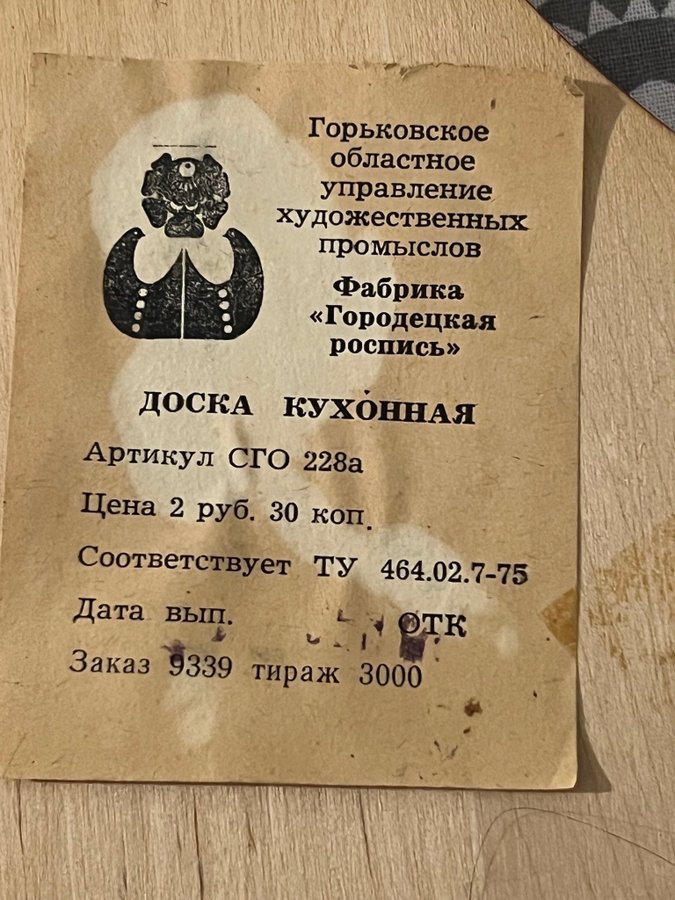 Горьковское
областное
управление
художественных
промыслов
Фабрика
«Городецкая
роспись»
ДОСКА КУХОННАЯ
Артикул СГО 228а
Цена 2 руб. 30 коп.
Соответствует ТУ 464.02.7-75
Дата вып. ОТК
Заказ 9339 тираж 3000